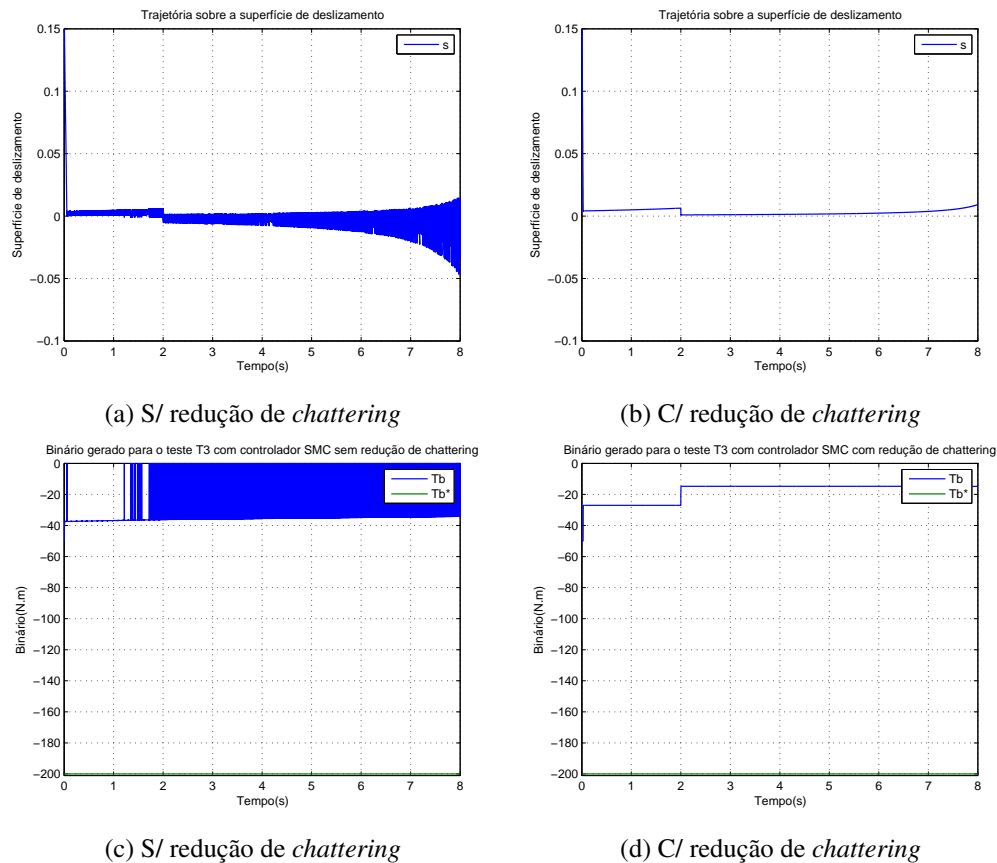 Trajetória sobre a superfície de deslizamento
0.15
0.1
0.05
0
−0.05
−0.1
Superfície de deslizamento
s
0 1 2 3 4 5 6 7 8
Tempo(s)
(a) S/ redução de chattering
Trajetória sobre a superfície de deslizamento
0.15
0.1
0.05
0
−0.05
−0.1
Superfície de deslizamento
s
0 1 2 3 4 5 6 7 8
Tempo(s)
(b) C/ redução de chattering
Binário gerado para o teste T3 com controlador SMC sem redução de chattering
0
−20
−40
−60
−80
−100
−120
−140
−160
−180
−200
Binário(N.m)
Tb
Tb*
0 1 2 3 4 5 6 7 8
Tempo(s)
(c) S/ redução de chattering
Binário gerado para o teste T3 com controlador SMC com redução de chattering
0
−20
−40
−60
−80
−100
−120
−140
−160
−180
−200
Binário(N.m)
Tb
Tb*
0 1 2 3 4 5 6 7 8
Tempo(s)
(d) C/ redução de chattering